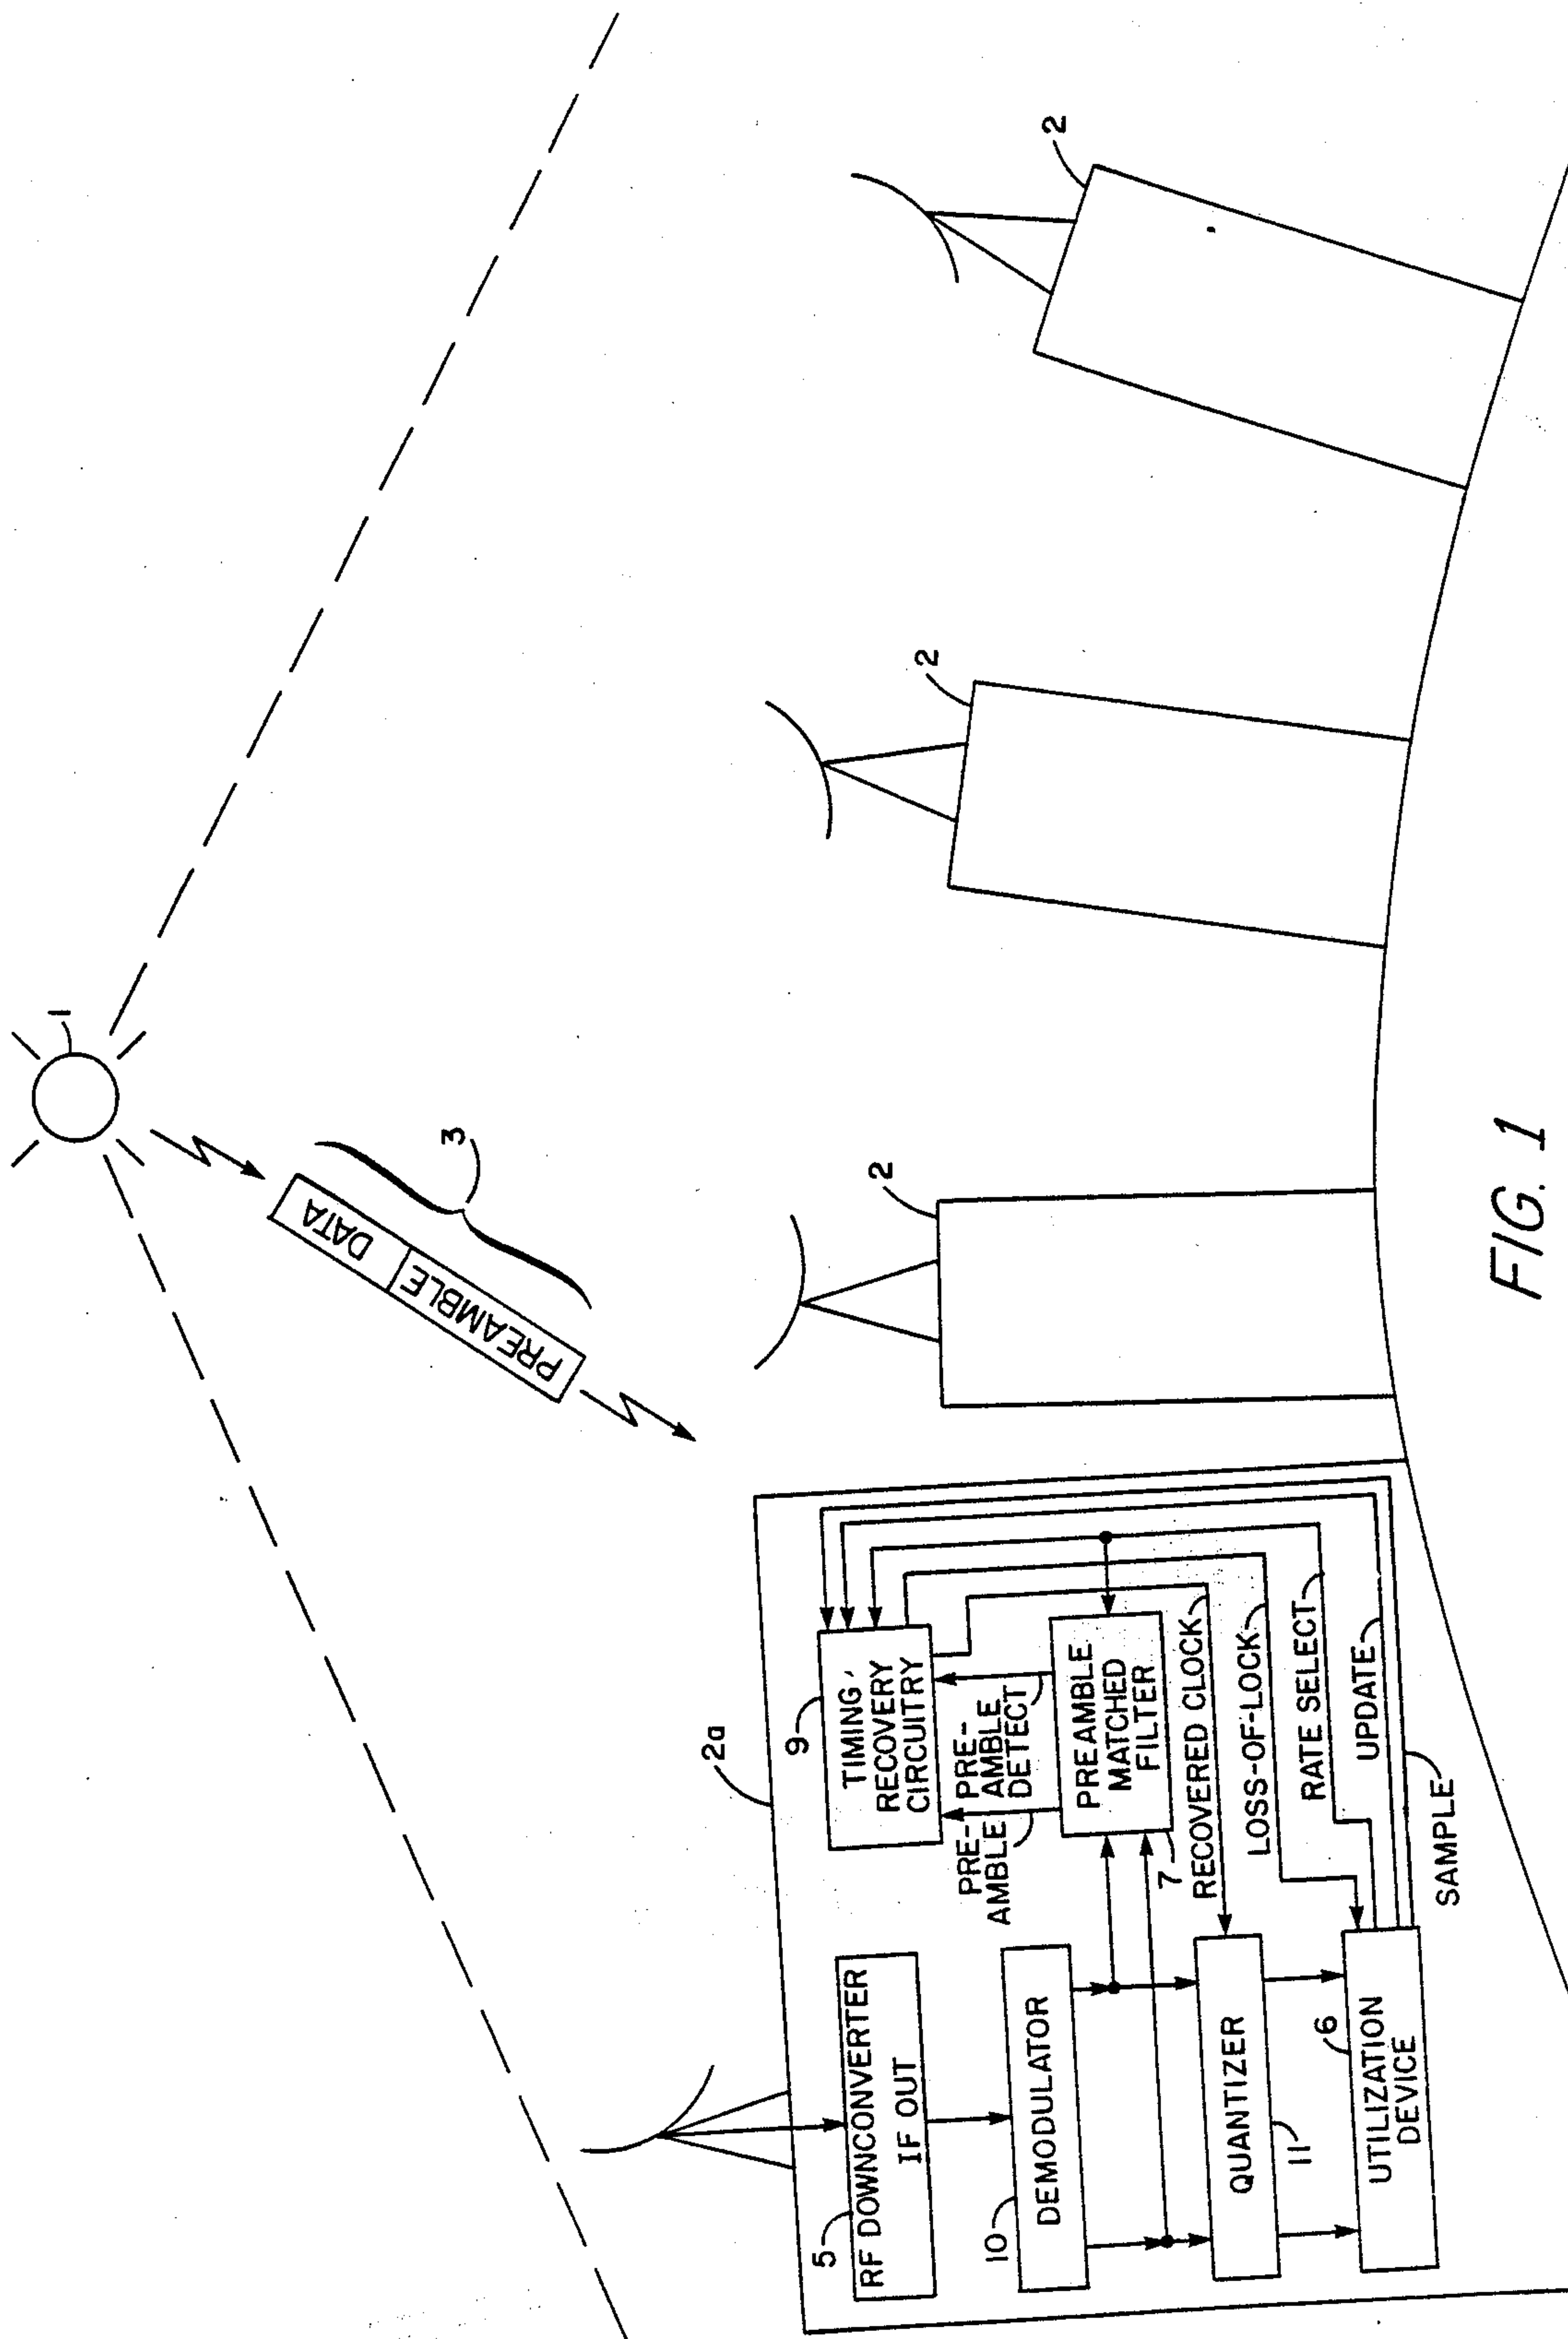 1
DATA
PREAMBLE
3
2
2
2
2a
5
RF DOWNCONVERTER
IF OUT
10
DEMODULATOR
QUANTIZER
11
6
UTILIZATION
DEVICE
9
TIMING
RECOVERY
CIRCUITRY
PRE-
AMBLE
PRE-
AMBLE
DETECT
PREAMBLE
MATCHED
FILTER
7
RECOVERED CLOCK
LOSS-OF-LOCK
RATE SELECT
UPDATE
SAMPLE
FIG. 1